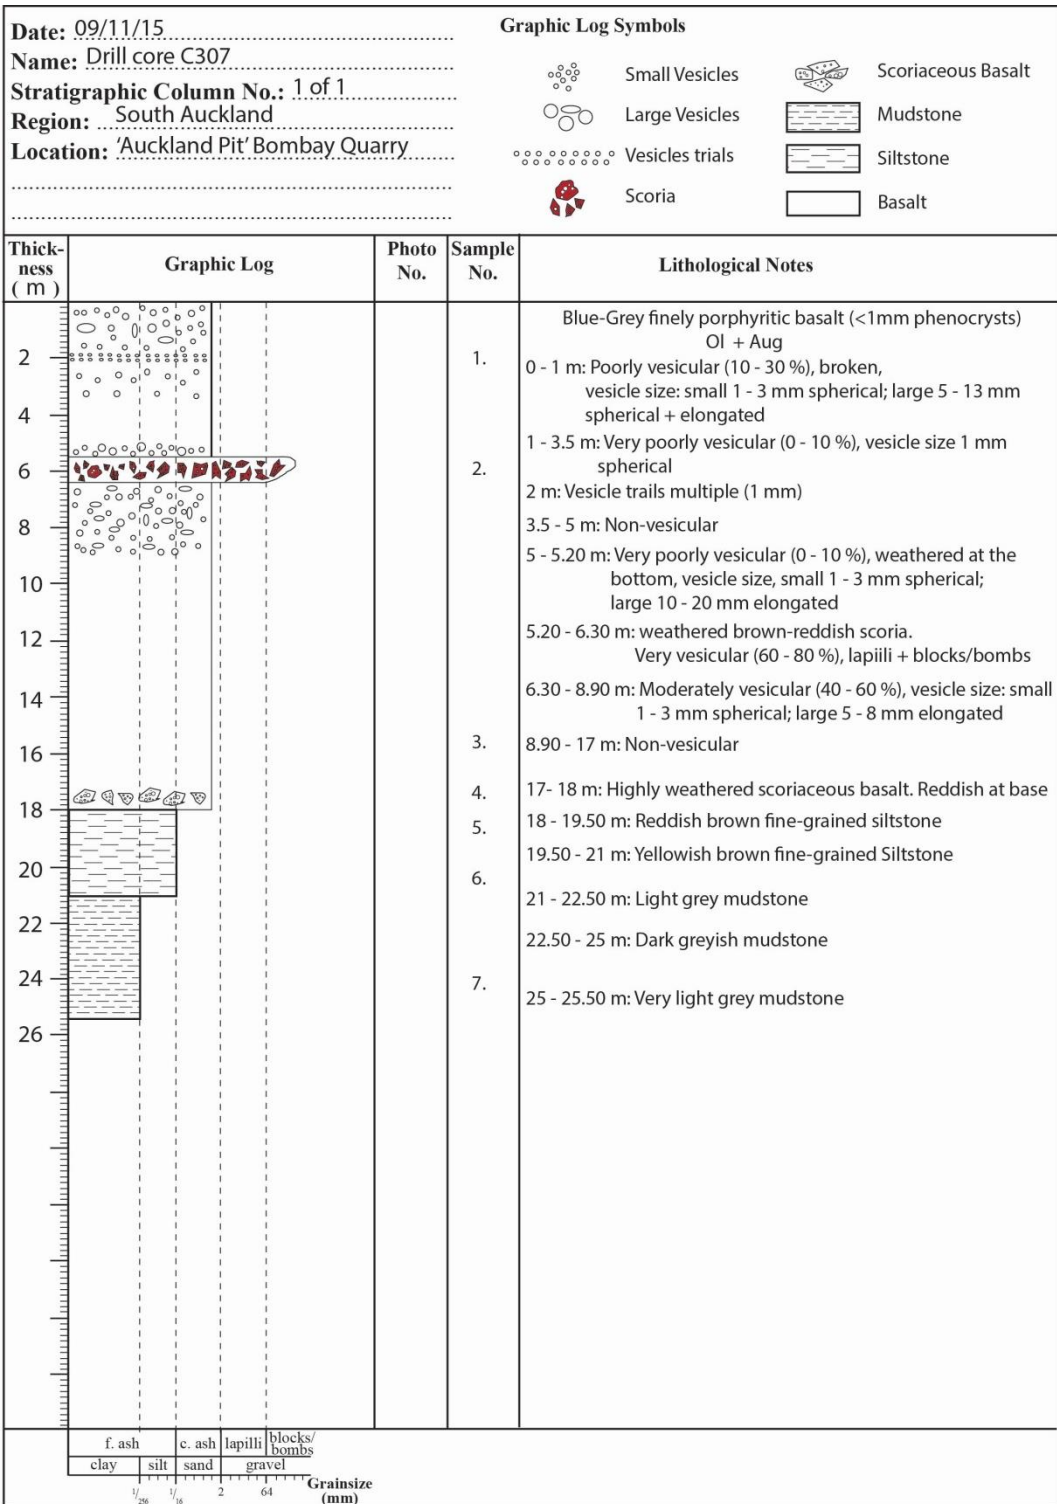 Date: 09/11/15
Name: Drill core C307
Stratigraphic Column No.: 1 of 1
Region: South Auckland
Location: 'Auckland Pit' Bombay Quarry
Graphic Log Symbols
Small Vesicles
Large Vesicles
Vesicles trials
Scoria
Scoriaceous Basalt
Mudstone
Siltstone
Basalt
Thick-
ness
( m )
Graphic Log
Photo
No.
Sample
No.
Lithological Notes
2
4
6
8
10
12
14
16
18
20
22
24
26
1.
2.
3.
4.
5.
6.
7.
Blue-Grey finely porphyritic basalt (<1mm phenocrysts)
Ol + Aug
0 - 1 m: Poorly vesicular (10 - 30 %), broken,
vesicle size: small 1 - 3 mm spherical; large 5 - 13 mm
spherical + elongated
1 - 3.5 m: Very poorly vesicular (0 - 10 %), vesicle size 1 mm
spherical
2 m: Vesicle trails multiple (1 mm)
3.5 - 5 m: Non-vesicular
5 - 5.20 m: Very poorly vesicular (0 - 10 %), weathered at the
bottom, vesicle size, small 1 - 3 mm spherical;
large 10 - 20 mm elongated
5.20 - 6.30 m: weathered brown-reddish scoria.
Very vesicular (60 - 80 %), lapiili + blocks/bombs
6.30 - 8.90 m: Moderately vesicular (40 - 60 %), vesicle size: small
1 - 3 mm spherical; large 5 - 8 mm elongated
8.90 - 17 m: Non-vesicular
17- 18 m: Highly weathered scoriaceous basalt. Reddish at base
18 - 19.50 m: Reddish brown fine-grained siltstone
19.50 - 21 m: Yellowish brown fine-grained Siltstone
21 - 22.50 m: Light grey mudstone
22.50 - 25 m: Dark greyish mudstone
25 - 25.50 m: Very light grey mudstone
f. ash c. ash lapilli blocks/
bombs
clay silt sand gravel
1/256 1/16 2 64 Grainsize
(mm)